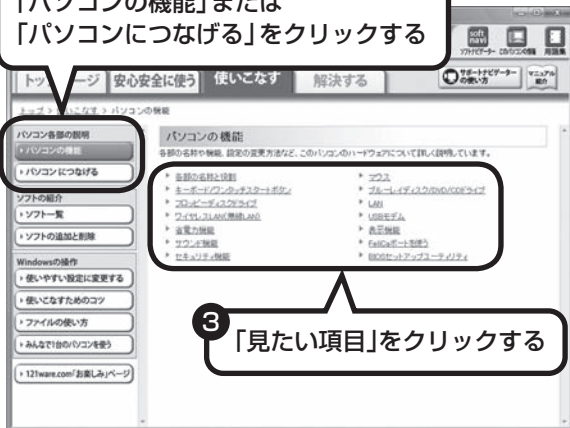 「パソコンの機能」または
「パソコンにつなげる」をクリックする
soft navi
ソフトナビゲーター このパソコンの情報 用語集
トッ ージ 安心安全に使う 使いこなす 解決する
サポートナビゲーターの使い方 マニュアル紹介
トップ > 使いこなす > パソコンの機能
パソコン各部の説明
パソコンの機能
パソコンにつなげる
ソフトの紹介
ソフト一覧
ソフトの追加と削除
Windowsの操作
使いやすい設定に変更する
使いこなすためのコツ
ファイルの使い方
みんなで1台のパソコンを使う
121ware.com「お楽しみ」ページ
パソコンの機能
各部の名称や機能、設定の変更方法など、このパソコンのハードウェアについて詳しく説明しています。
各部の名称と役割
キーボード/ワンタッチスタートボタン
フロッピーディスクドライブ
ワイヤレスLAN(無線LAN)
省電力機能
サウンド機能
セキュリティ機能
マウス
ブルーレイディスク/DVD/CDドライブ
LAN
USBモデム
表示機能
FeliCaポートを使う
BIOSセットアップユーティリティ
3
「見たい項目」をクリックする